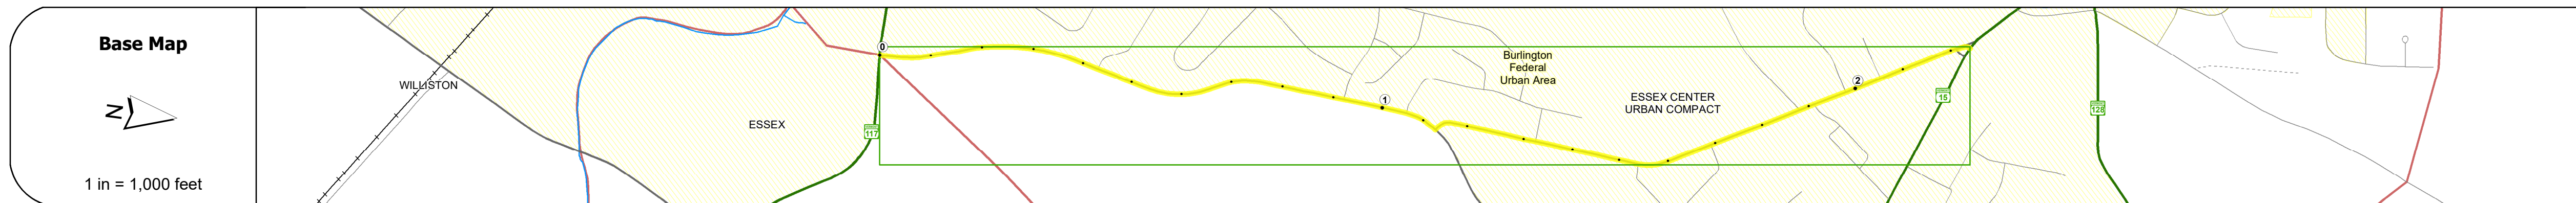 Base Map
N
1 in = 1,000 feet
WILLISTON
ESSEX
117
0
1
Burlington
Federal
Urban Area
ESSEX CENTER
URBAN COMPACT
2
15
128